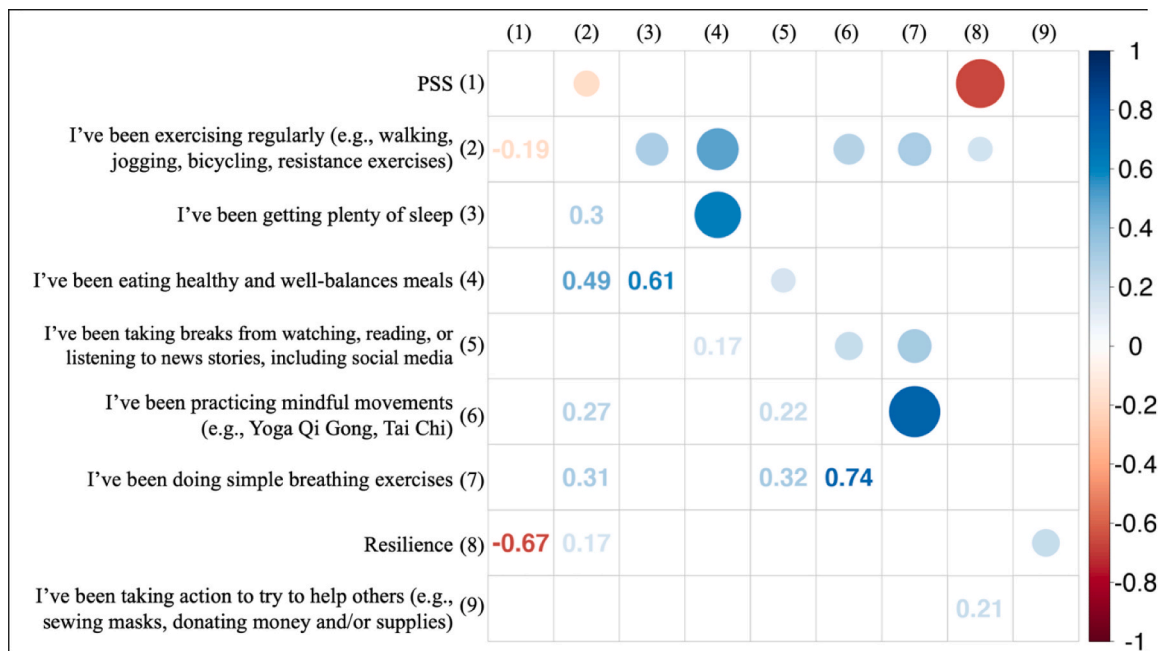 (1) (2) (3) (4) (5) (6) (7) (8) (9)
1
PSS (1)
0.8
I've been exercising regularly (e.g., walking,
jogging, bicycling, resistance exercises) (2) -0.19
0.6
I've been getting plenty of sleep (3) 0.3
0.4
I've been eating healthy and well-balances meals (4) 0.49 0.61
0.2
I've been taking breaks from watching, reading, or
listening to news stories, including social media (5) 0.17
0
I've been practicing mindful movements
(e.g., Yoga Qi Gong, Tai Chi) (6) 0.27 0.22
-0.2
-0.4
I've been doing simple breathing exercises (7) 0.31 0.32 0.74
Resilience (8) -0.67 0.17
-0.6
-0.8
I've been taking action to try to help others (e.g.,
sewing masks, donating money and/or supplies) (9) 0.21
-1